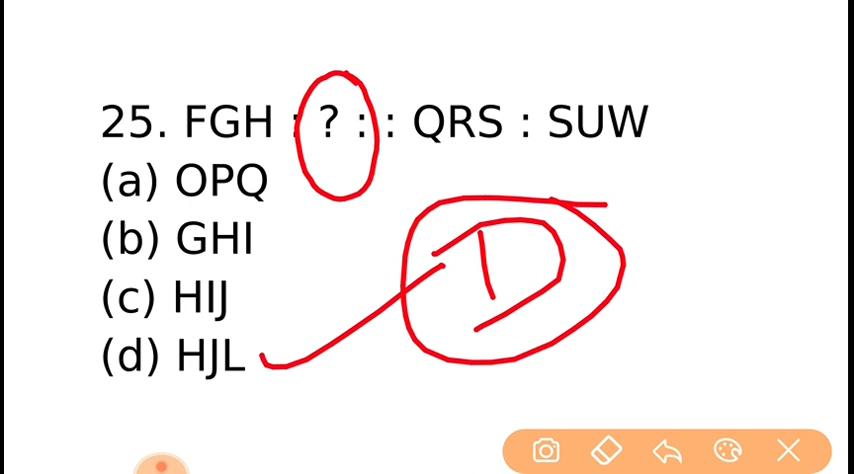 25. FGH : ? : : QRS : SUW
(a) OPQ
(b) GHI
(c) HIJ
(d) HJL
D